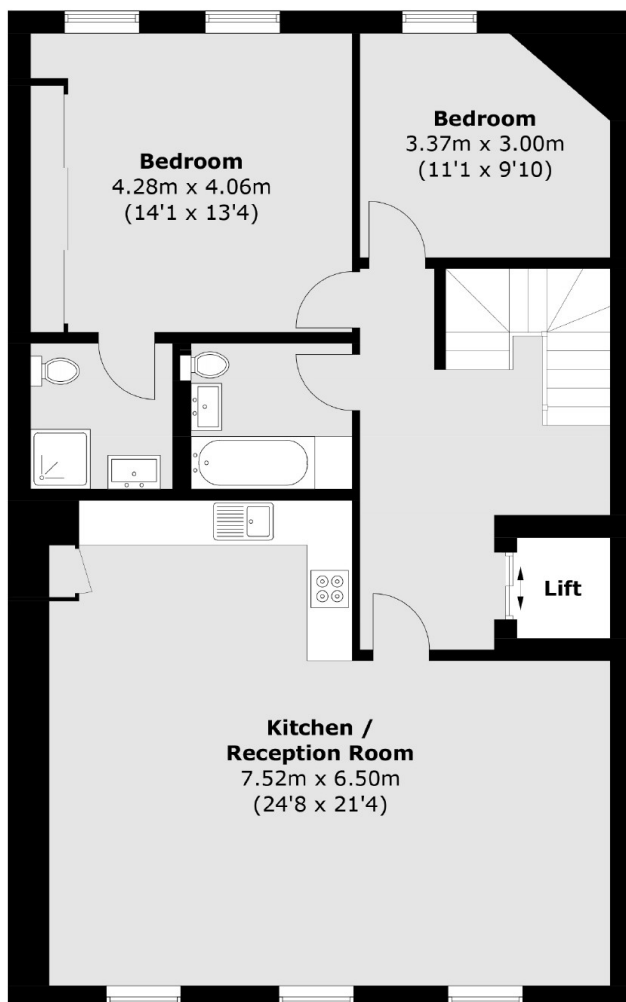 Bedroom
4.28m x 4.06m
(14'1 x 13'4)
Bedroom
3.37m x 3.00m
(11'1 x 9'10)
Lift
Kitchen /
Reception Room
7.52m x 6.50m
(24'8 x 21'4)